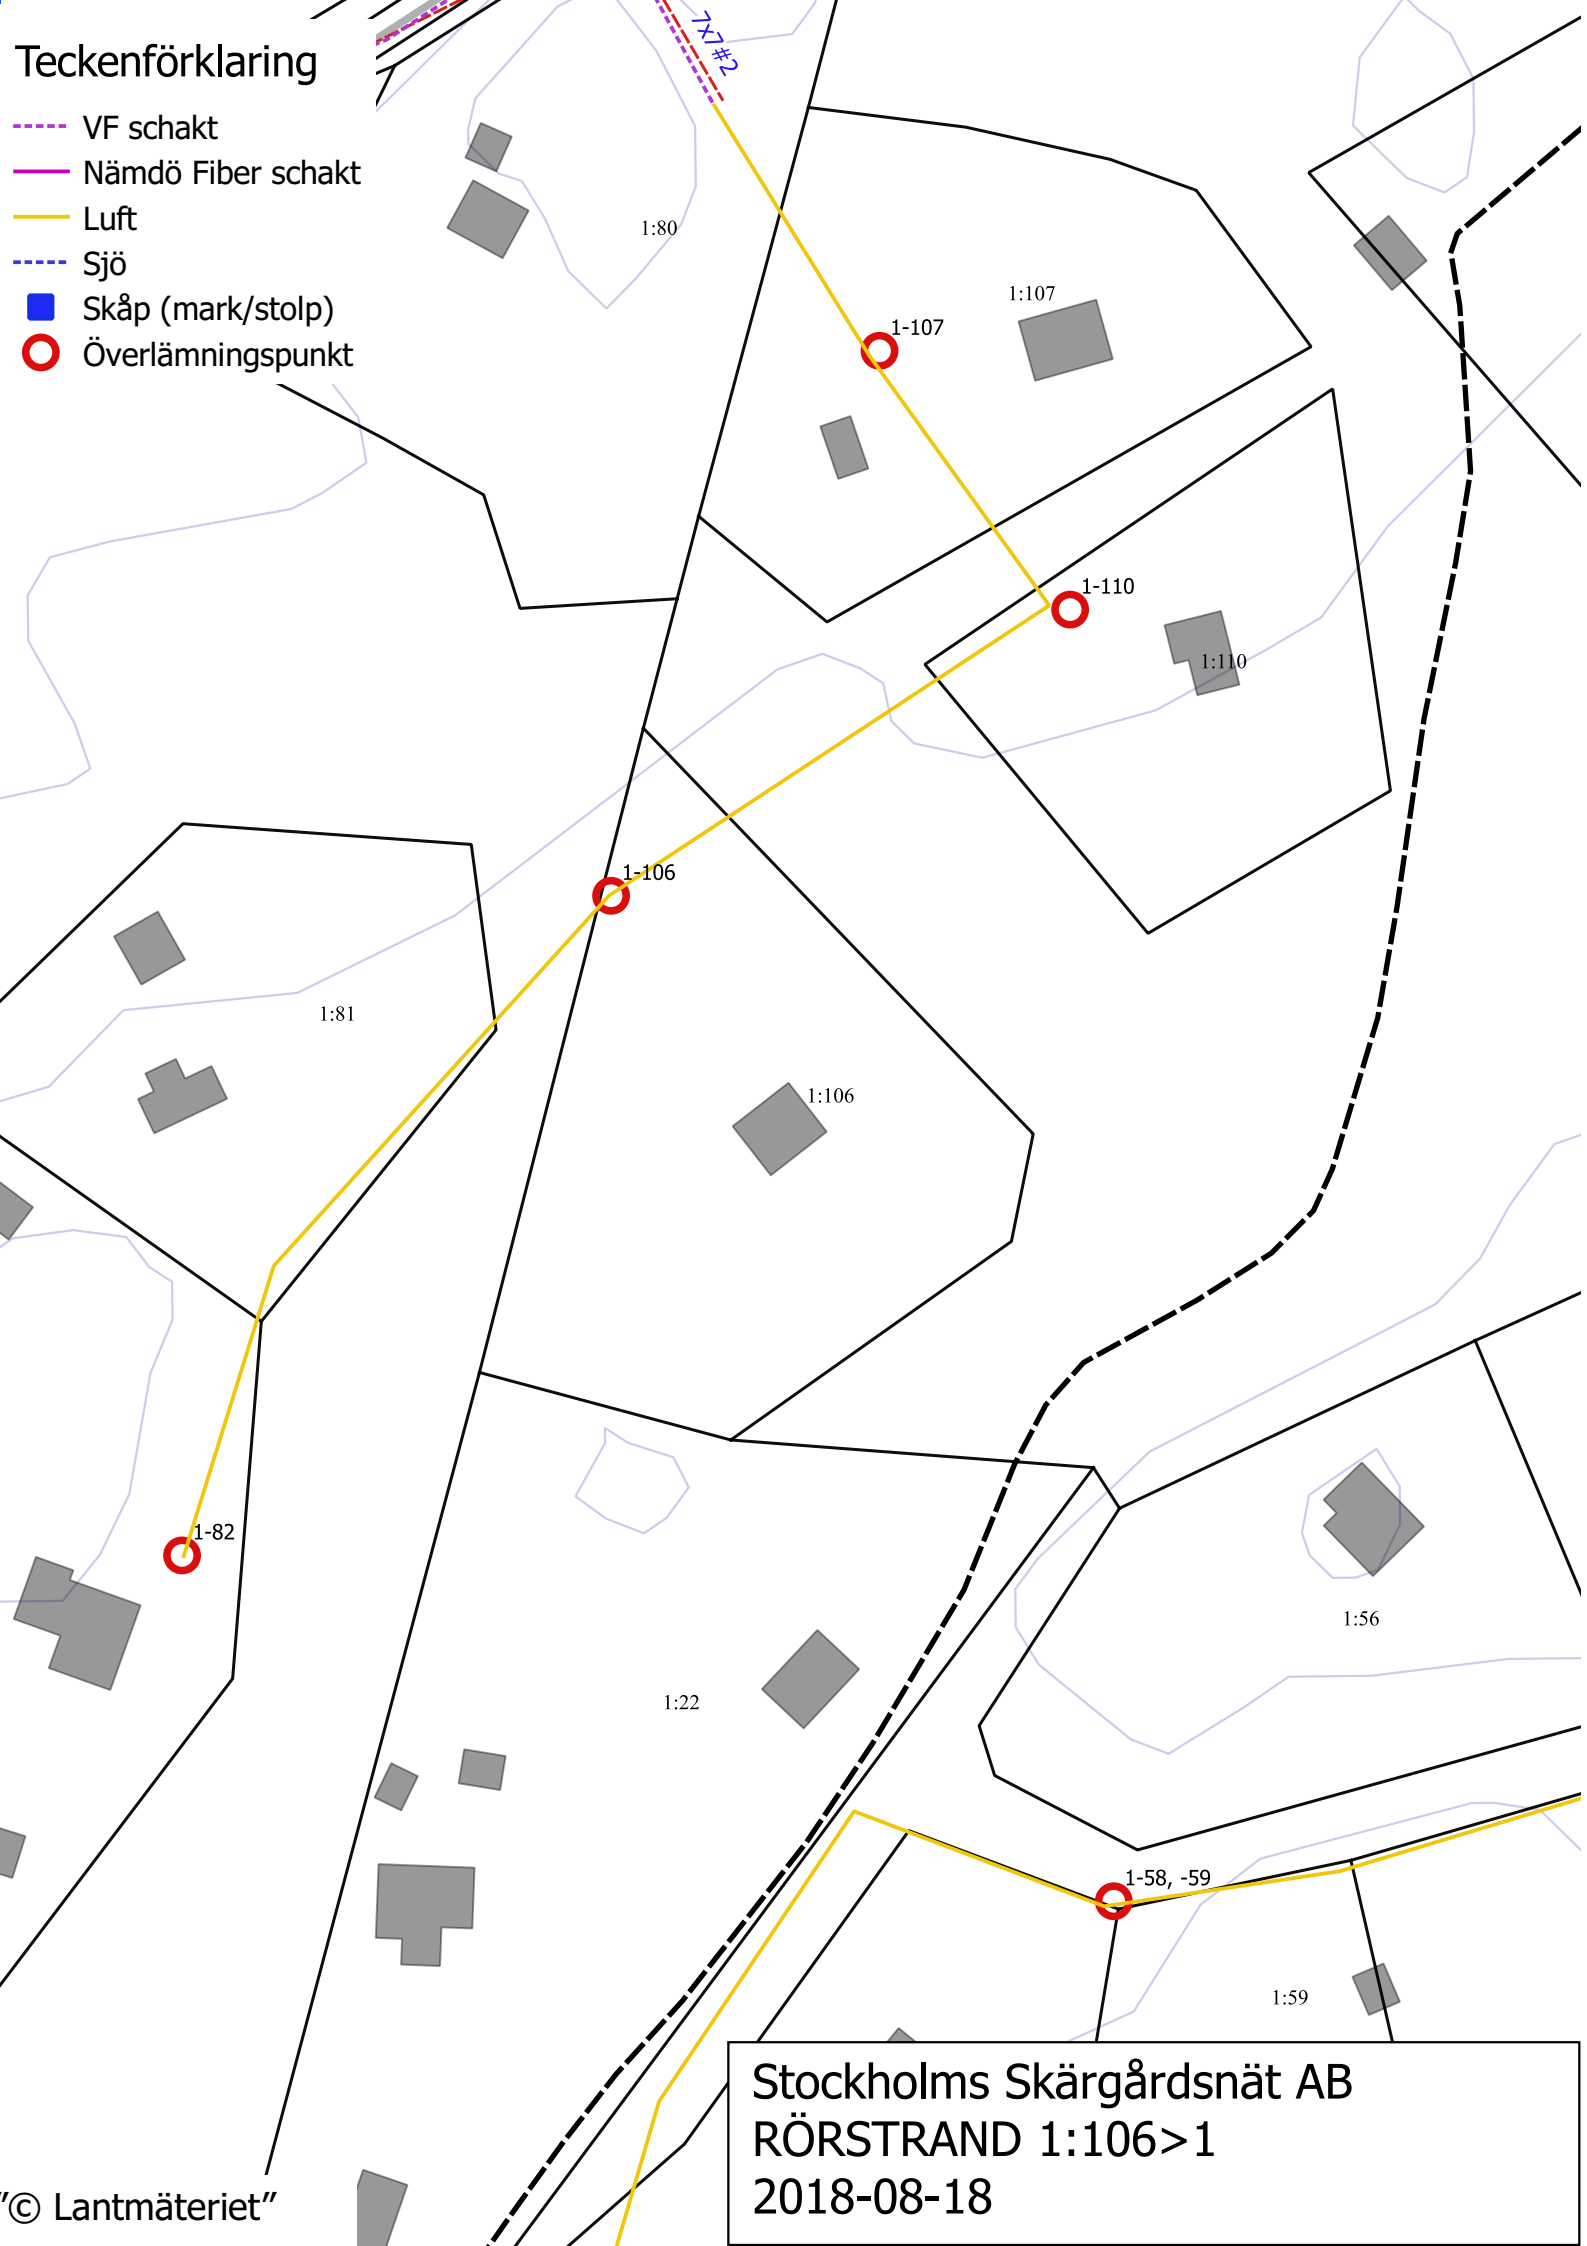 Teckenförklaring
VF schakt
Nämdö Fiber schakt
Luft
Sjö
Skåp (mark/stolp)
Överlämningspunkt
7x7#2
1:80
1:107
1-107
1-110
1:110
1-106
1:81
1:106
1-82
1:56
1:22
1-58, -59
1:59
Stockholms Skärgårdsnät AB
RÖRSTRAND 1:106>1
2018-08-18
"© Lantmäteriet"